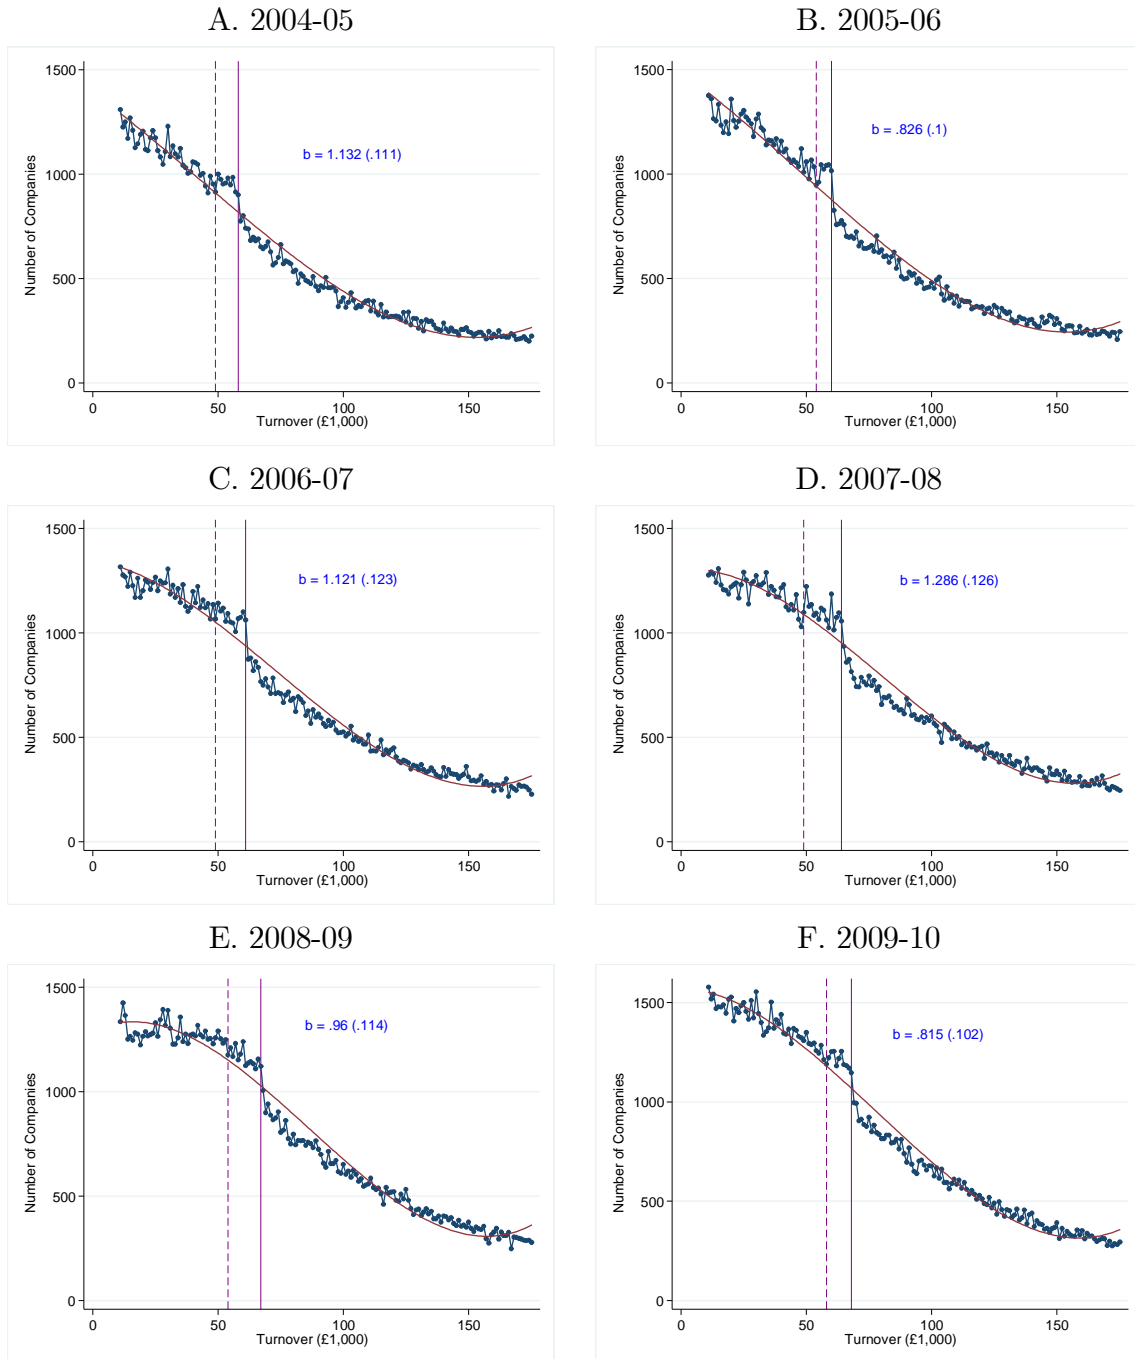 A. 2004-05
B. 2005-06
1500
1000
500
0
Number of Companies
b = 1.132 (.111)
0 50 100 150
Turnover (£1,000)
1500
1000
500
0
Number of Companies
b = .826 (.1)
0 50 100 150
Turnover (£1,000)
C. 2006-07
D. 2007-08
1500
1000
500
0
Number of Companies
b = 1.121 (.123)
0 50 100 150
Turnover (£1,000)
1500
1000
500
0
Number of Companies
b = 1.286 (.126)
0 50 100 150
Turnover (£1,000)
E. 2008-09
F. 2009-10
1500
1000
500
0
Number of Companies
b = .96 (.114)
0 50 100 150
Turnover (£1,000)
1500
1000
500
0
Number of Companies
b = .815 (.102)
0 50 100 150
Turnover (£1,000)